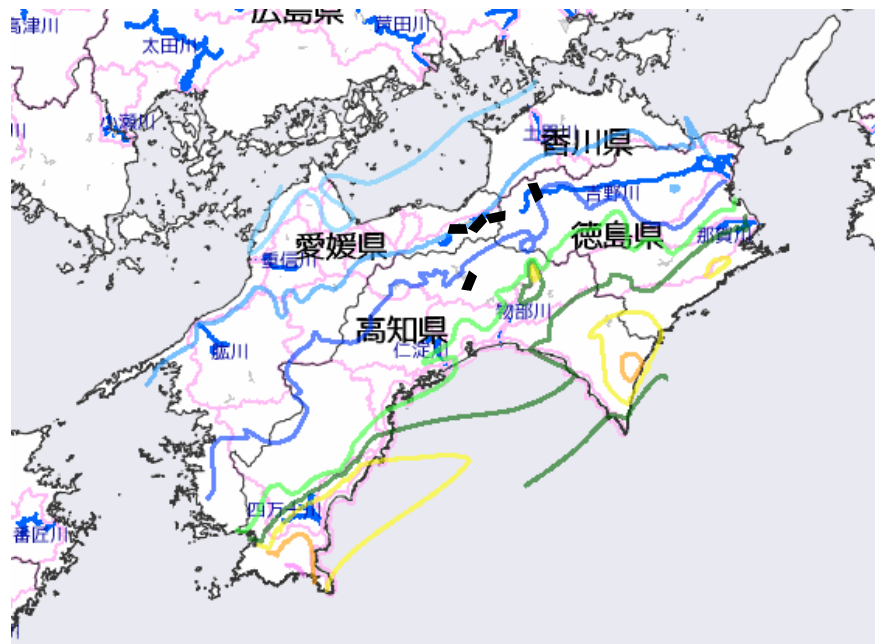 高津川
広島県
芦田川
太田川
小瀬川
土器川
香川県
吉野川
愛媛県
徳島県
那賀川
重信川
物部川
高知県
仁淀川
肱川
四万十川
番匠川
川